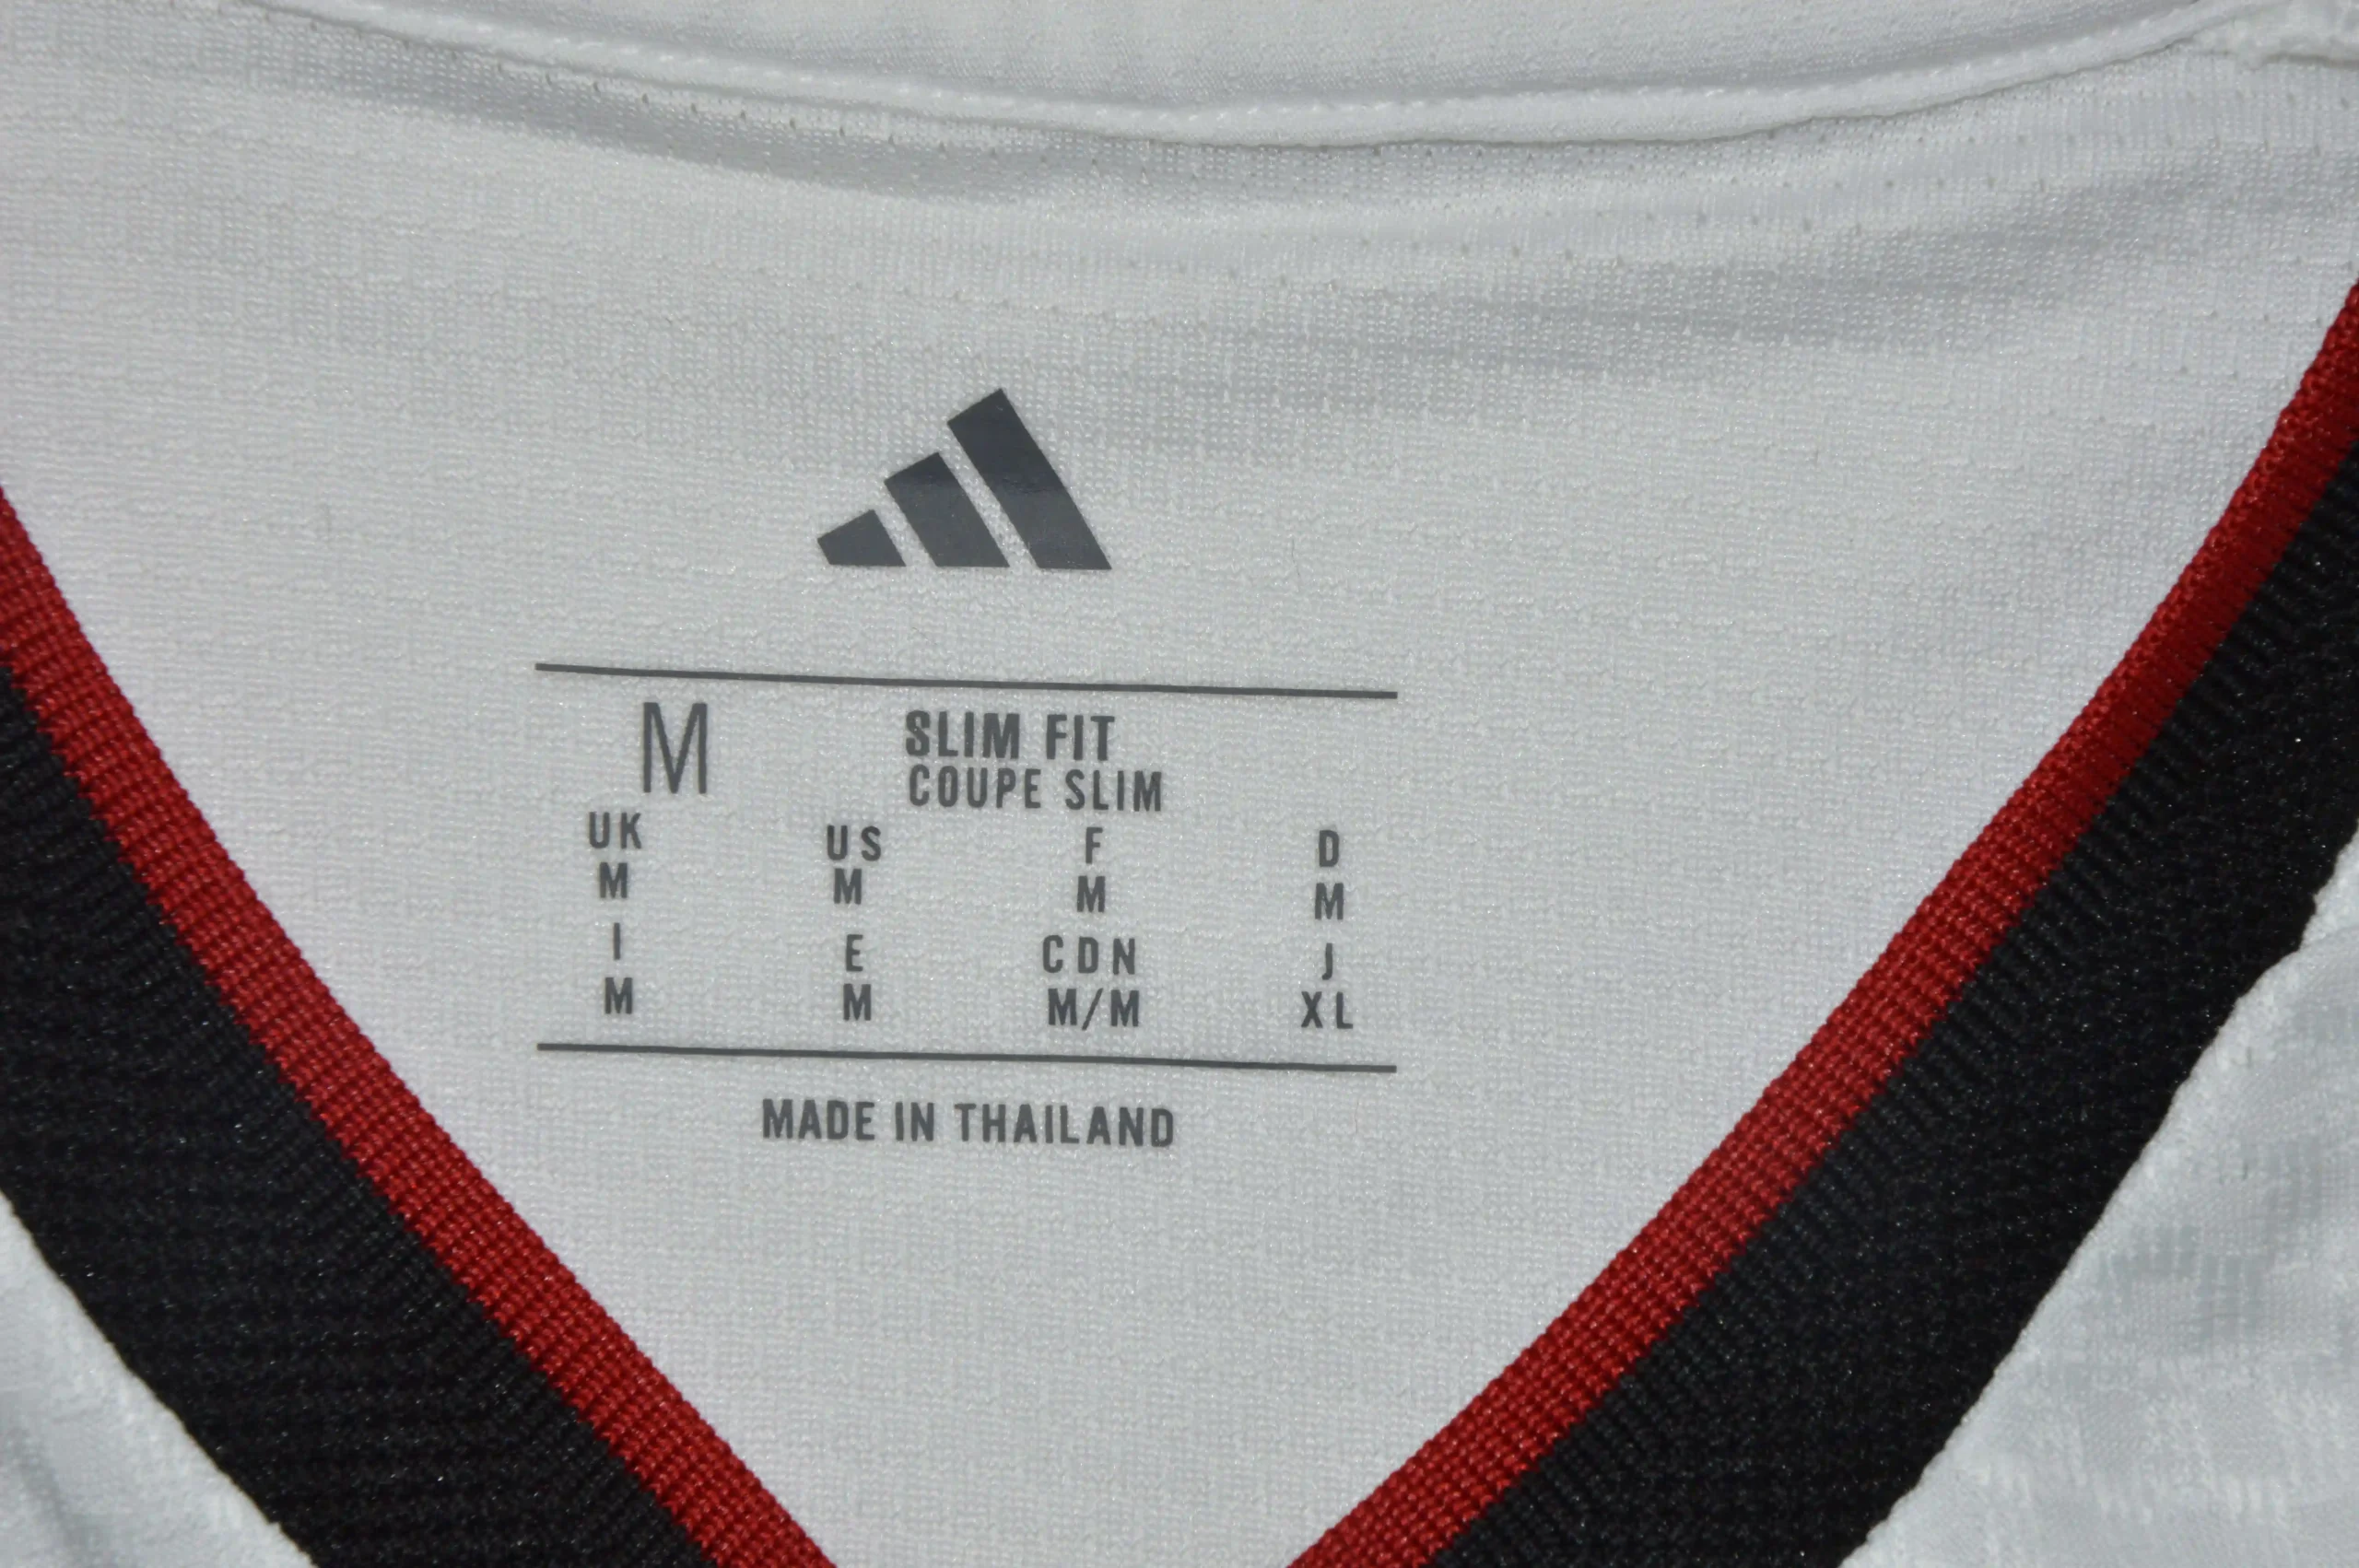 M
SLIM FIT
COUPE SLIM
UK US F D
M M M M
I E CDN J
M M M/M XL
MADE IN THAILAND